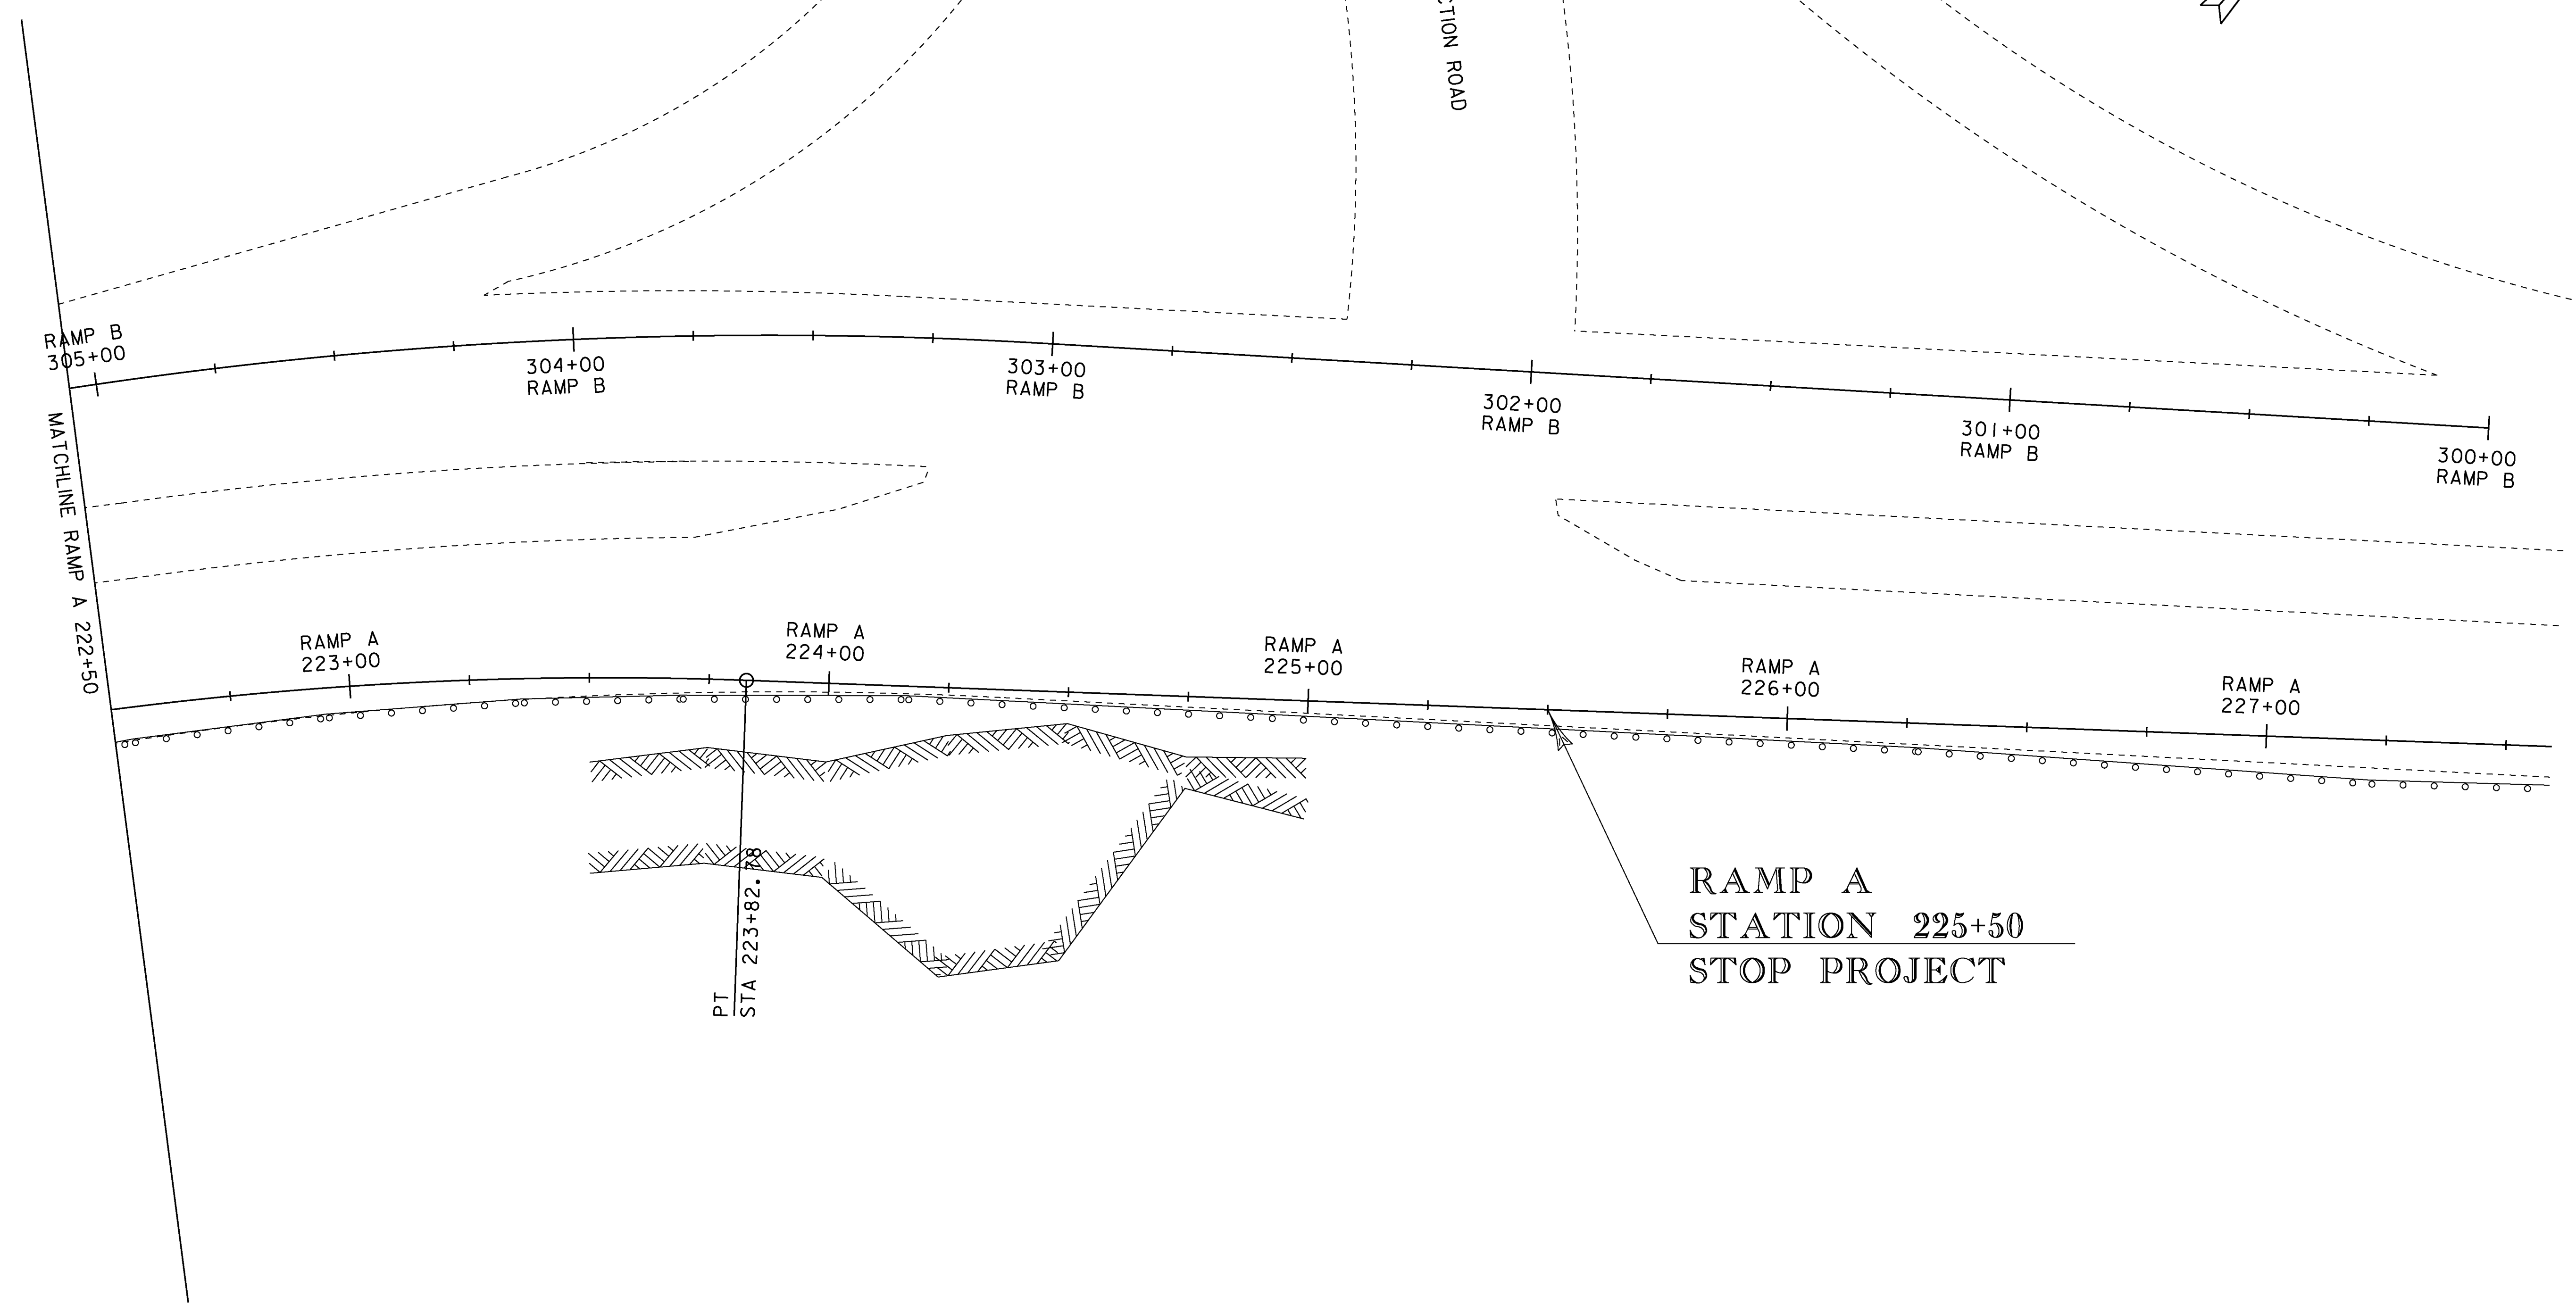 CTION ROAD
RAMP B
305+00
304+00
RAMP B
303+00
RAMP B
302+00
RAMP B
301+00
RAMP B
300+00
RAMP B
MATCHLINE RAMP A 222+50
RAMP A
223+00
RAMP A
224+00
RAMP A
225+00
RAMP A
226+00
RAMP A
227+00
PT
STA 223+82.78
RAMP A
STATION 225+50
STOP PROJECT